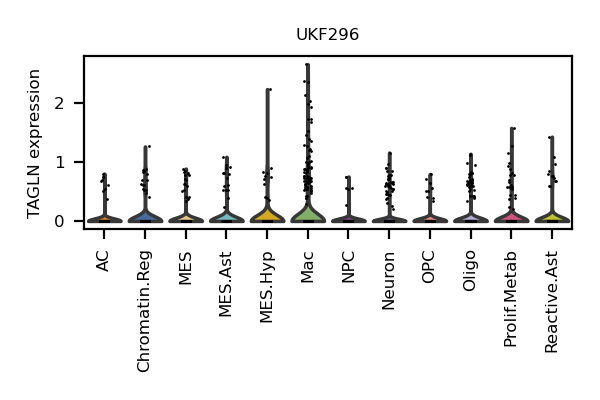 UKF296
TAGLN expression
2
1
0
AC
Chromatin.Reg
MES
MES.Ast
MES.Hyp
Mac
NPC
Neuron
OPC
Oligo
Prolif.Metab
Reactive.Ast